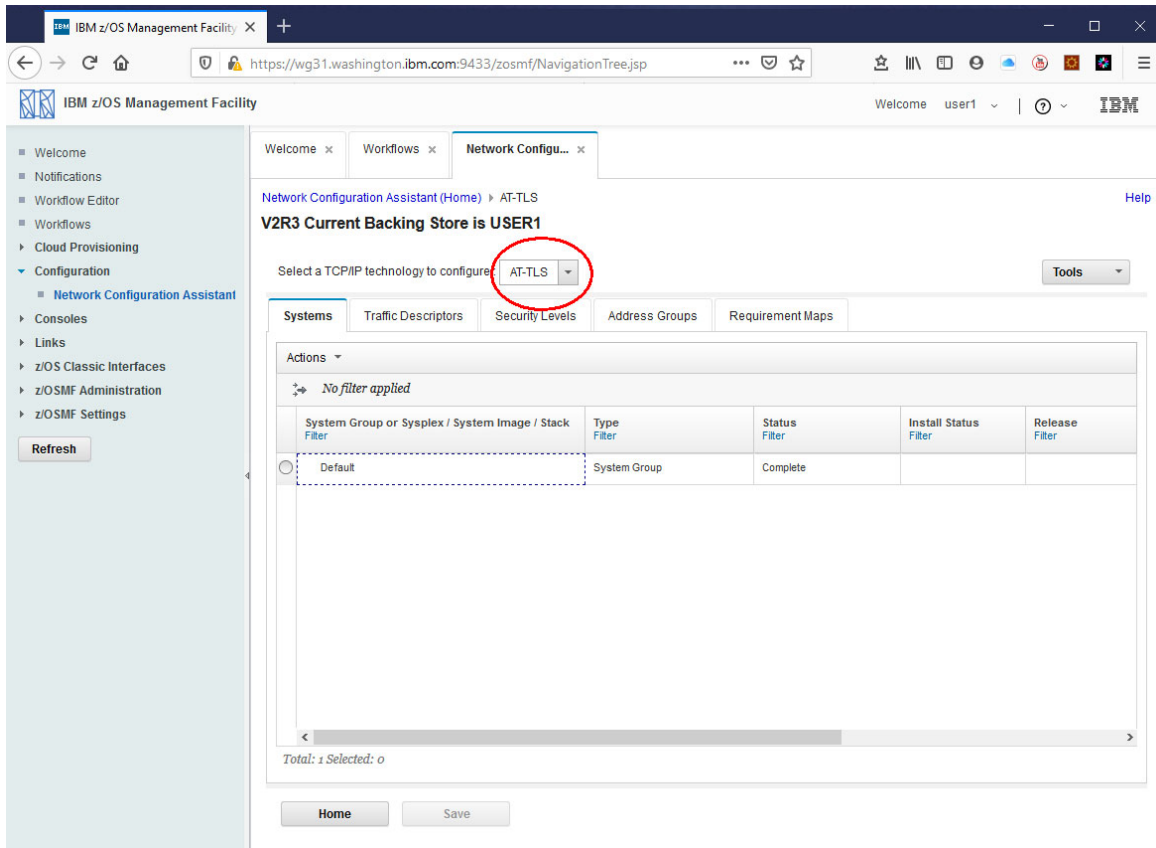 IBM IBM z/OS Management Facility
https://wg31.washington.ibm.com:9433/zosmf/NavigationTree.jsp
IBM z/OS Management Facility
Welcome user1
IBM
Welcome
Notifications
Workflow Editor
Workflows
Cloud Provisioning
Configuration
Network Configuration Assistant
Consoles
Links
z/OS Classic Interfaces
z/OSMF Administration
z/OSMF Settings
Refresh
Welcome Workflows Network Configu...
Network Configuration Assistant (Home) AT-TLS Help
V2R3 Current Backing Store is USER1
Select a TCP/IP technology to configure: AT-TLS Tools
Systems Traffic Descriptors Security Levels Address Groups Requirement Maps
Actions
No filter applied
System Group or Sysplex / System Image / Stack Type Status Install Status Release
Filter Filter Filter Filter Filter
Default System Group Complete
Total: 1 Selected: 0
Home Save